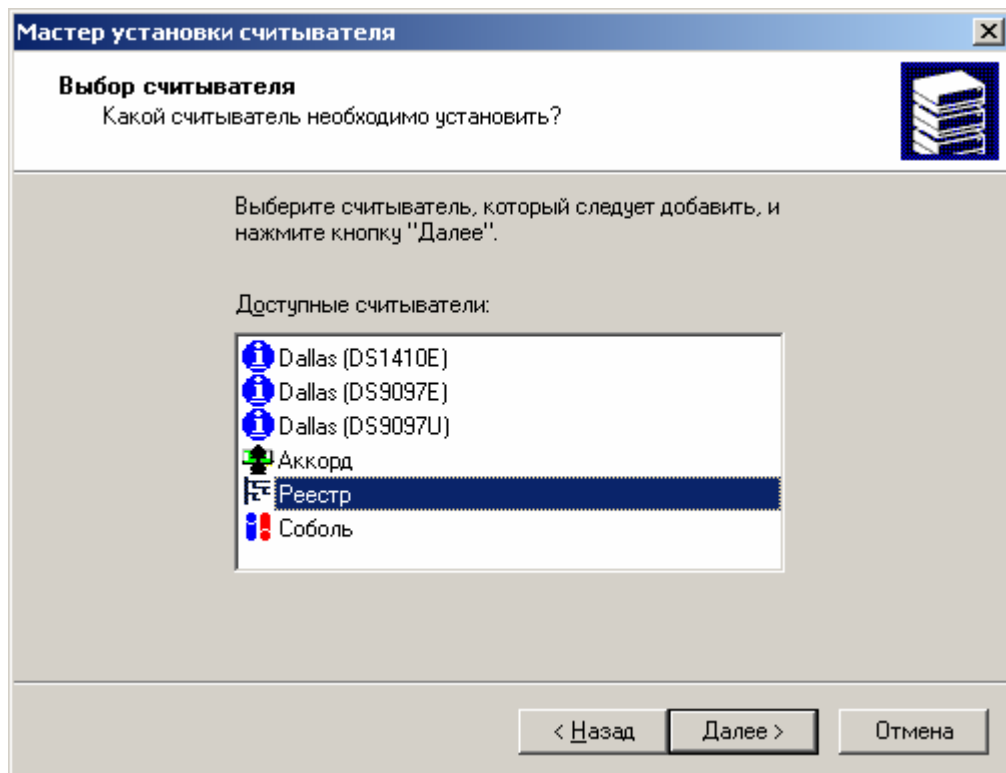 Мастер установки считывателя
Выбор считывателя
Какой считыватель необходимо установить?
Выберите считыватель, который следует добавить, и
нажмите кнопку "Далее".
Доступные считыватели:
Dallas (DS1410E)
Dallas (DS9097E)
Dallas (DS9097U)
Аккорд
Реестр
Соболь
< Назад
Далее >
Отмена